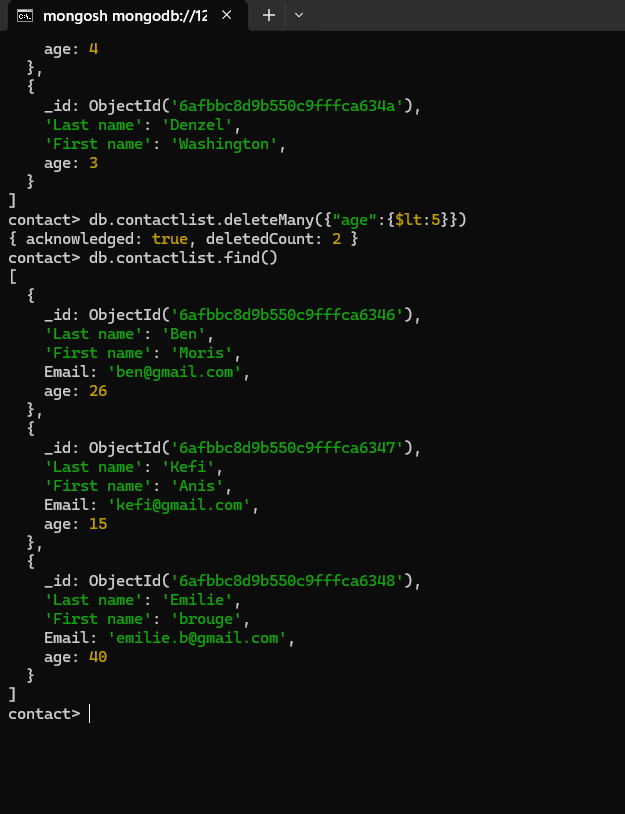 mongosh mongodb://12
age: 4
},
{
_id: ObjectId('6afbbc8d9b550c9fffca634a'),
'Last name': 'Denzel',
'First name': 'Washington',
age: 3
}
]
contact> db.contactlist.deleteMany({"age":{$lt:5}})
{ acknowledged: true, deletedCount: 2 }
contact> db.contactlist.find()
[
{
_id: ObjectId('6afbbc8d9b550c9fffca6346'),
'Last name': 'Ben',
'First name': 'Moris',
Email: 'ben@gmail.com',
age: 26
},
{
_id: ObjectId('6afbbc8d9b550c9fffca6347'),
'Last name': 'Kefi',
'First name': 'Anis',
Email: 'kefi@gmail.com',
age: 15
},
{
_id: ObjectId('6afbbc8d9b550c9fffca6348'),
'Last name': 'Emilie',
'First name': 'brouge',
Email: 'emilie.b@gmail.com',
age: 40
}
]
contact>